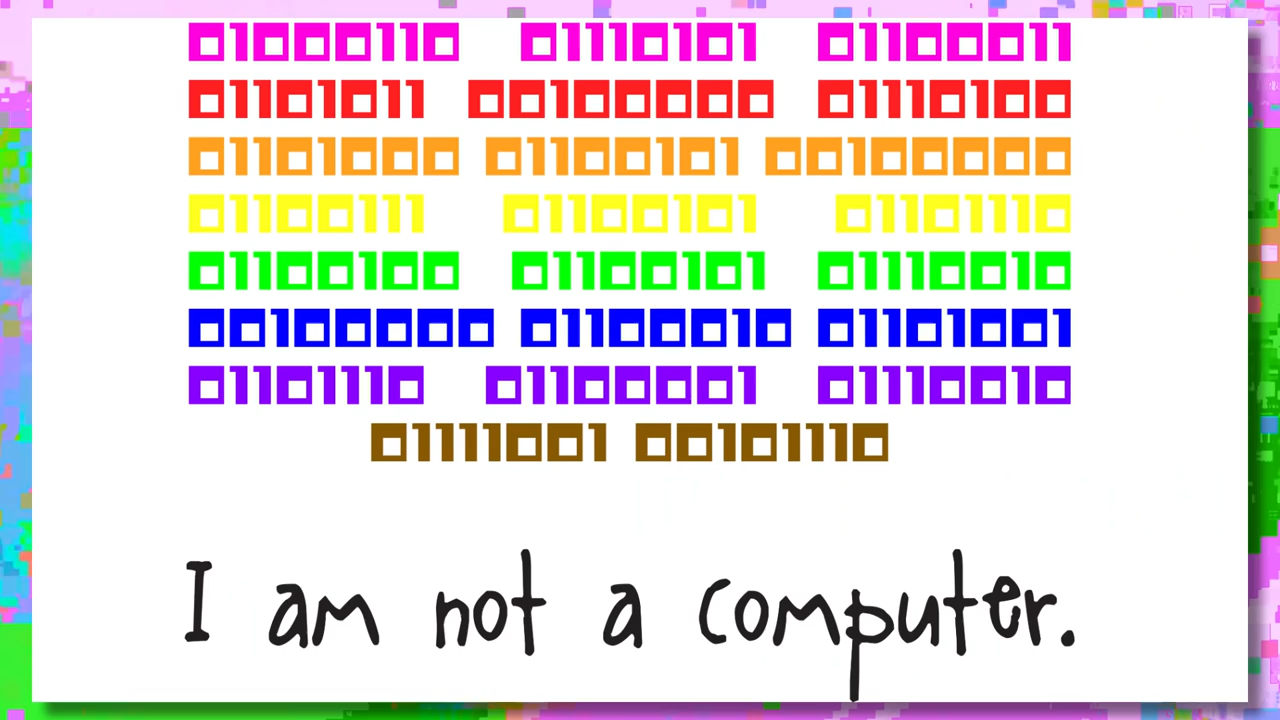 01000110 01110101 01100011
01101011 00100000 01110100
01101000 01100101 00100000
01100111 01100101 01101110
01100100 01100101 01110010
00100000 01100010 01101001
01101110 01100001 01110010
01111001 00101110
I am not a computer.